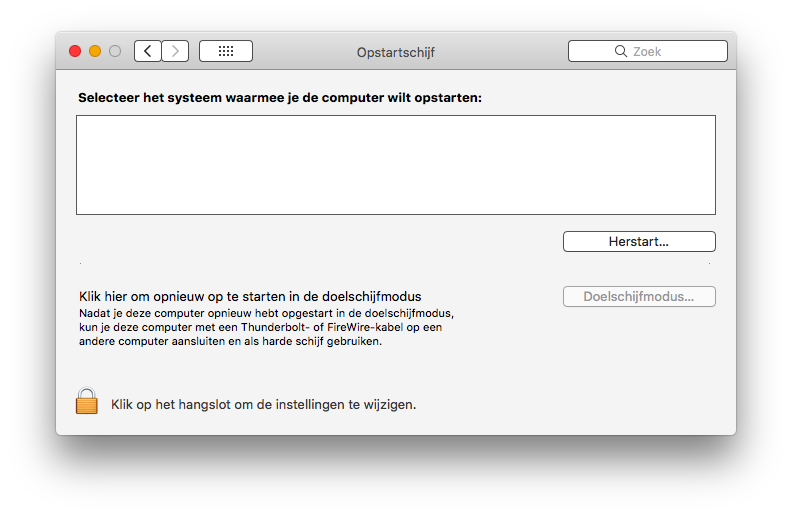 Opstartschijf
Zoek
Selecteer het systeem waarmee je de computer wilt opstarten:
Herstart...
Klik hier om opnieuw op te starten in de doelschijfmodus
Doelschijfmodus...
Nadat je deze computer opnieuw hebt opgestart in de doelschijfmodus,
kun je deze computer met een Thunderbolt- of FireWire-kabel op een
andere computer aansluiten en als harde schijf gebruiken.
Klik op het hangslot om de instellingen te wijzigen.